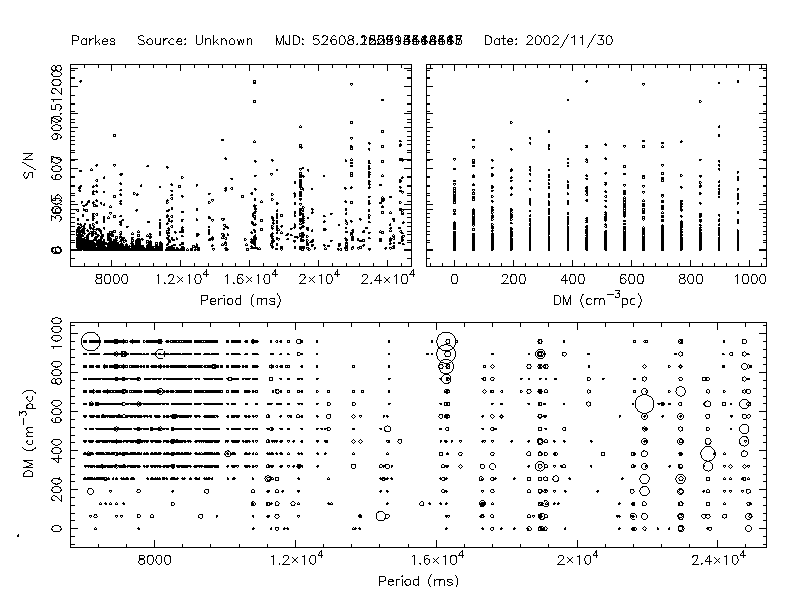 Parkes Source: Unknown MJD: Date: 2002/11/30
S/N
8000 1.2×10⁴ 1.6×10⁴ 2×10⁴ 2.4×10⁴
Period (ms)
0 200 400 600 800 1000
DM (cm⁻³pc)
DM (cm⁻³pc)
0 200 400 600 800 1000
8000 1.2×10⁴ 1.6×10⁴ 2×10⁴ 2.4×10⁴
Period (ms)